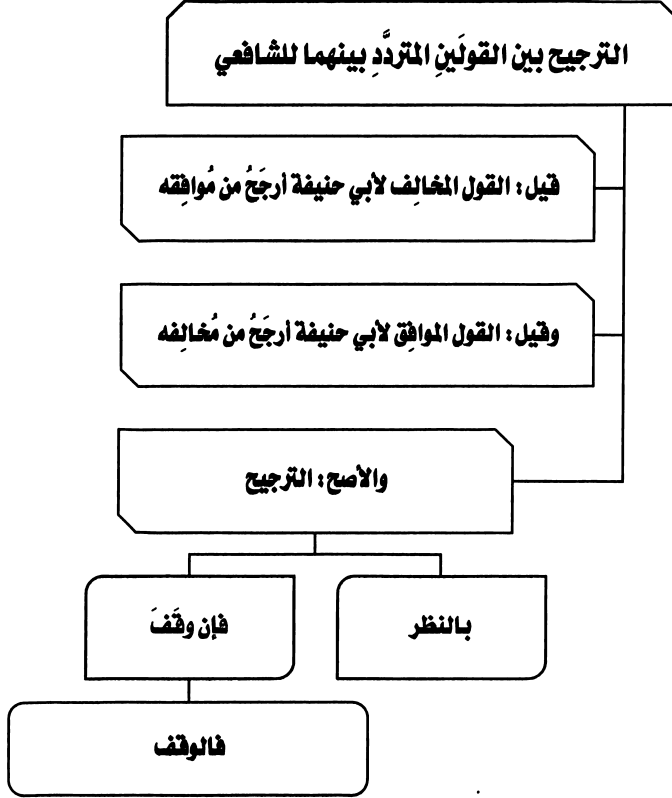 الترجيح بين القولَينِ المتردَّدِ بينهما للشافعي
قيل: القول المخالِف لأبي حنيفة أرجَحُ من مُوافِقه
وقيل: القول الموافِق لأبي حنيفة أرجَحُ من مُخالِفه
والأصح: الترجيح
بالنظر
فإن وقَفَ
فالوقف